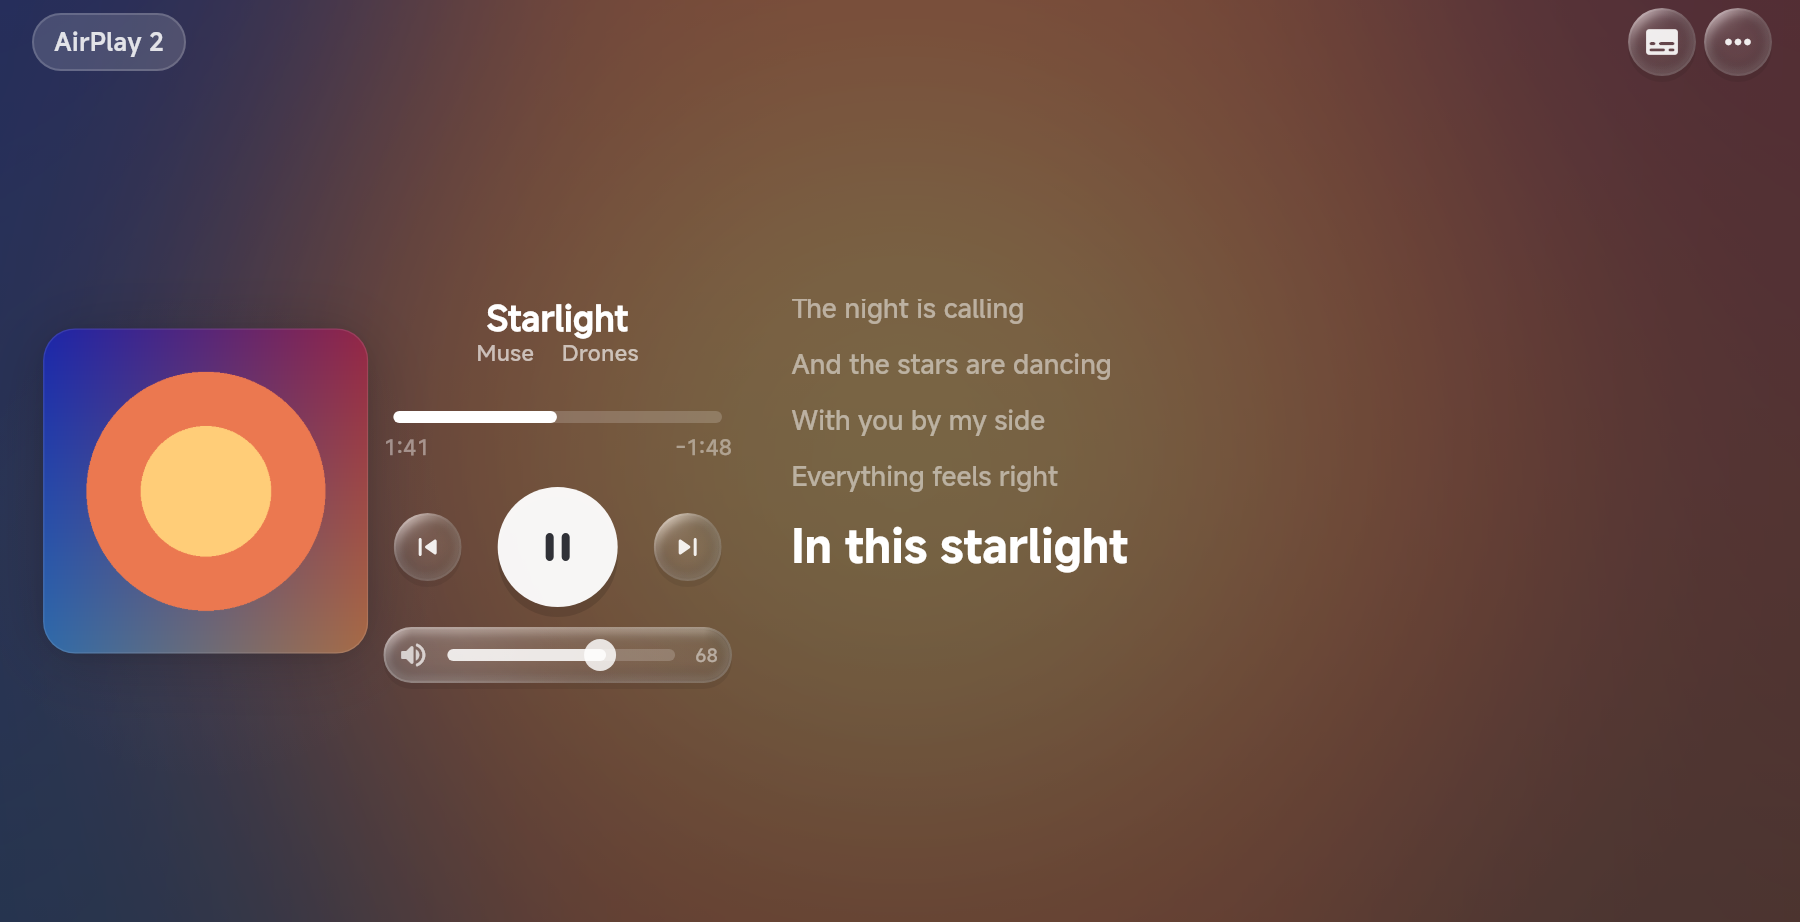 AirPlay 2
Starlight
Muse Drones
1:41 -1:48
68
The night is calling
And the stars are dancing
With you by my side
Everything feels right
In this starlight